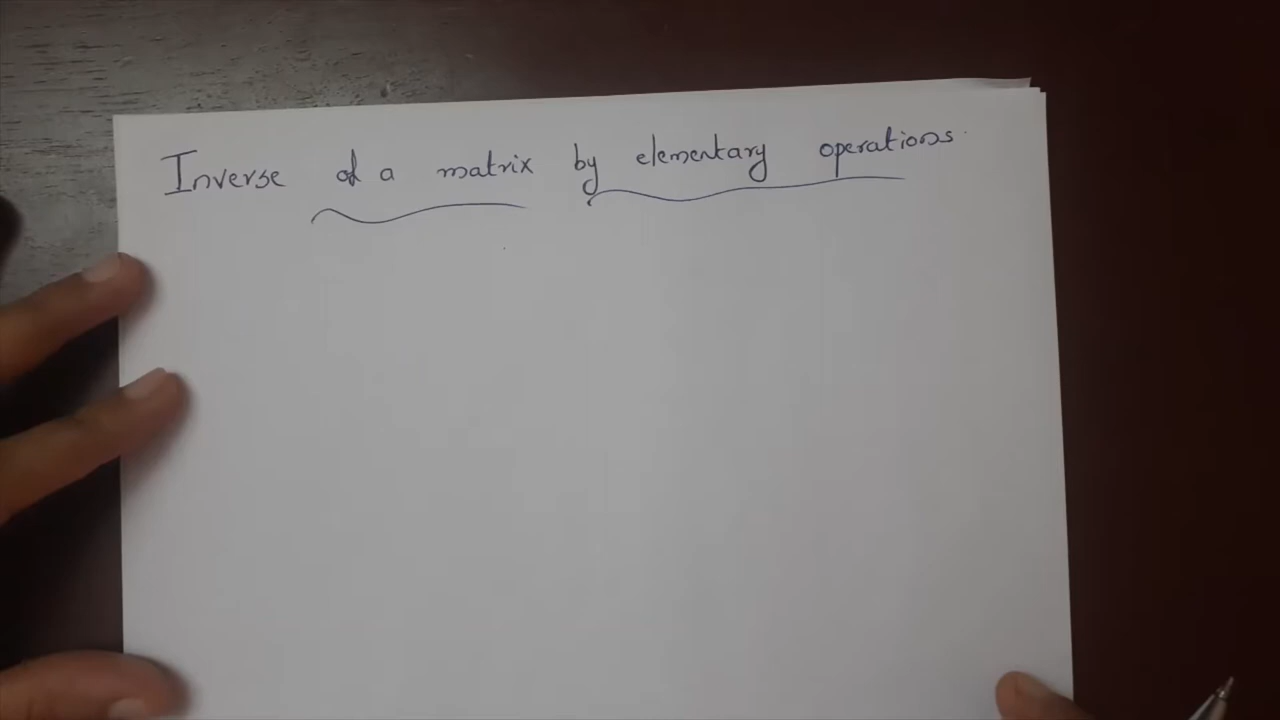 Inverse of a matrix by elementary operations.